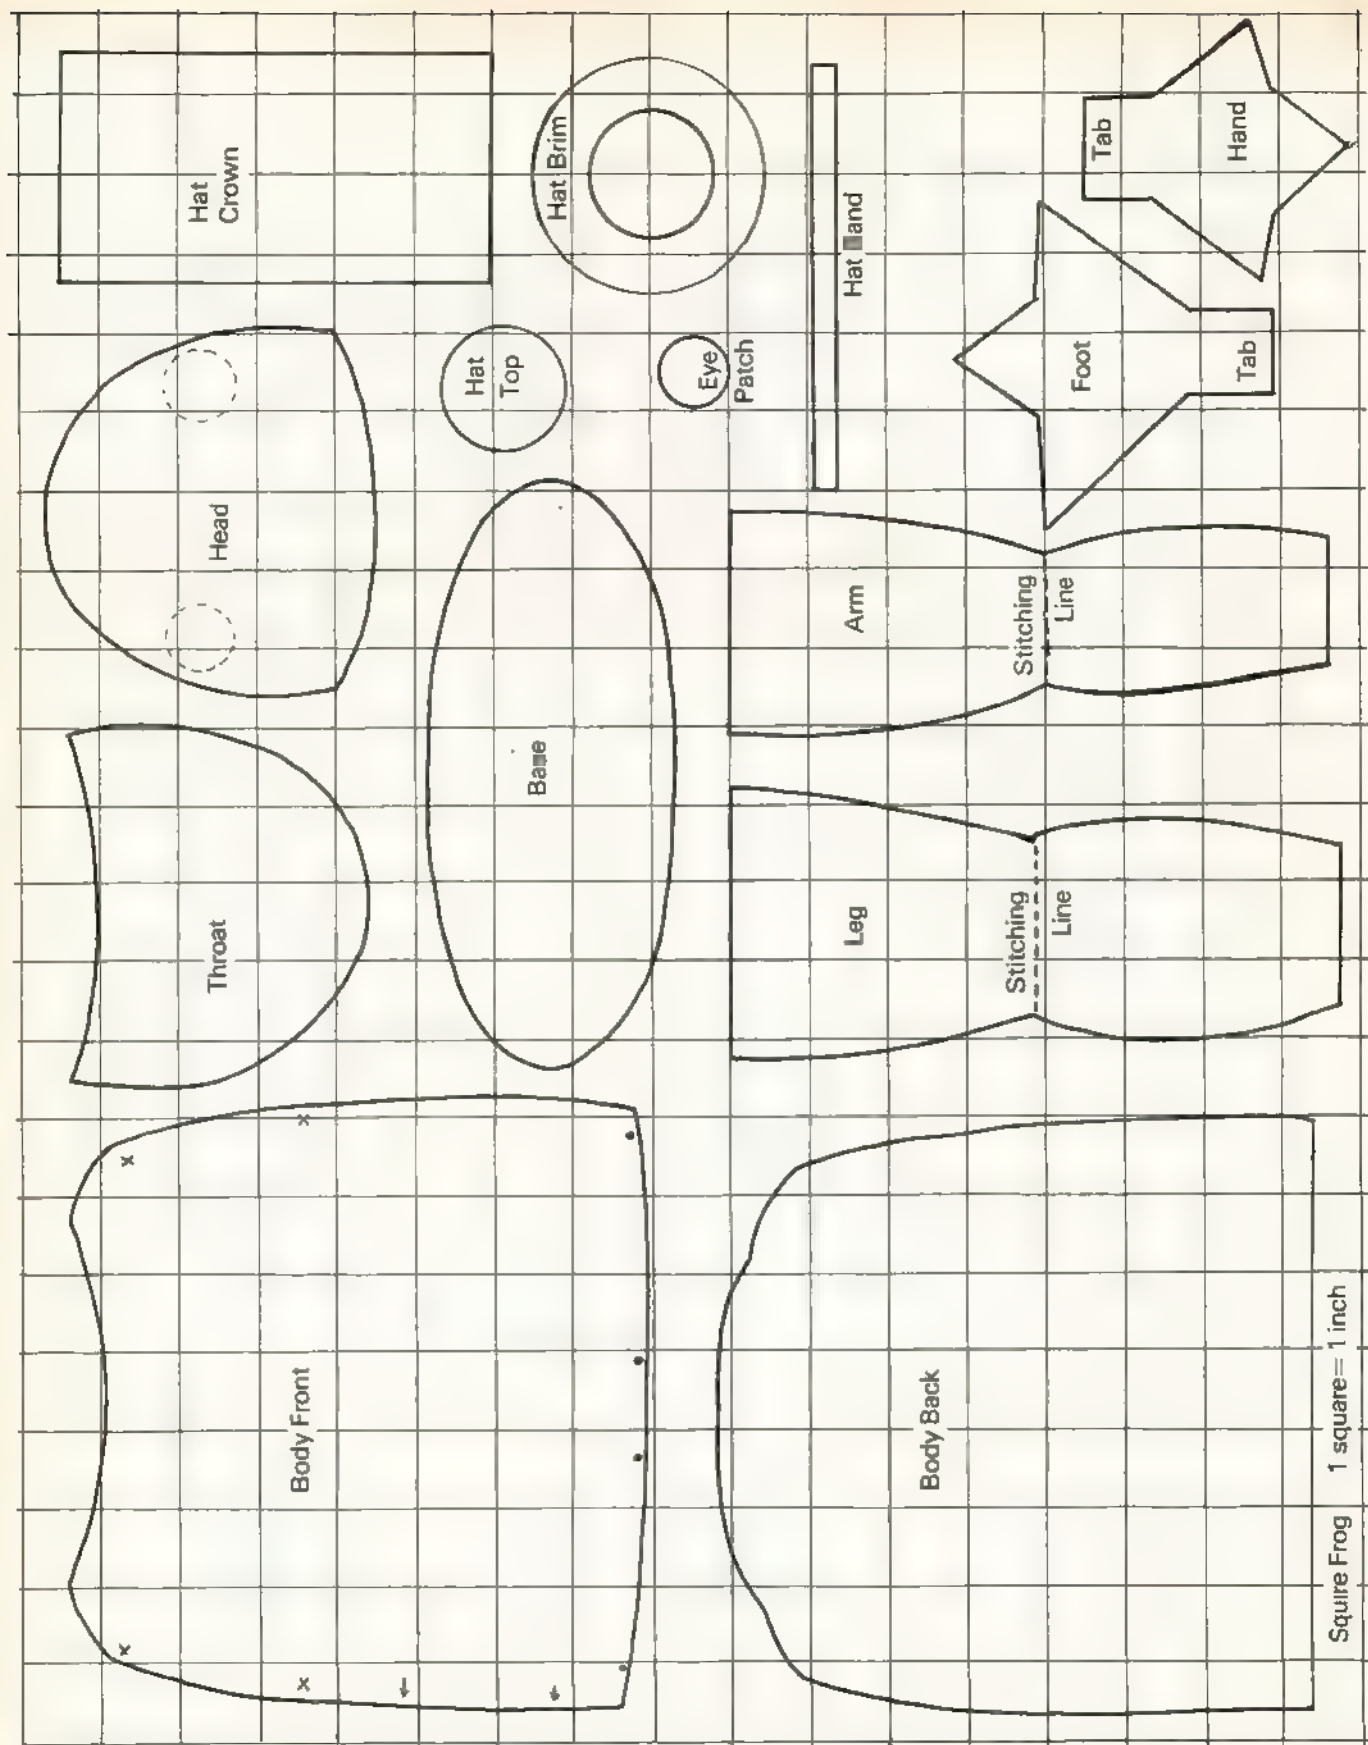 Hat
Crown
Hat Brim
Hat
Top
Eye
Patch
Hat Band
Tab
Hand
Foot
Tab
Head
Throat
Base
Arm
Stitching
Line
Leg
Stitching
Line
Body Front
x
x
x
x
Body Back
Squire Frog 1 square= 1 inch